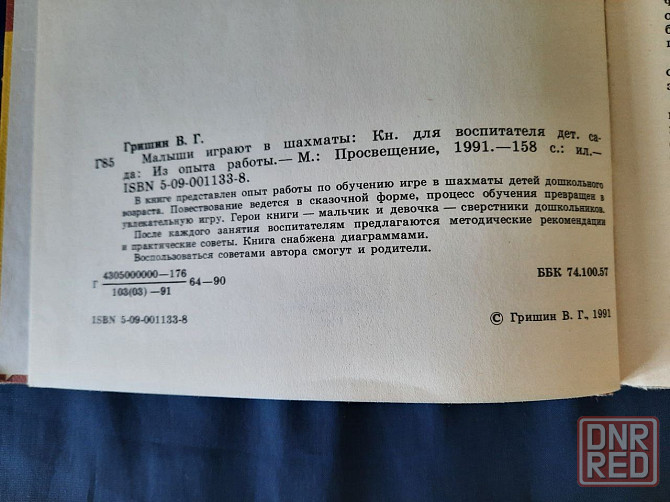 Гришин В. Г.
Г85 Малыши играют в шахматы: Кн. для воспитателя дет. са-
да: Из опыта работы.— М.: Просвещение, 1991.—158 с.: ил.—
ISBN 5-09-001133-8.
В книге представлен опыт работы по обучению игре в шахматы детей дошкольного
возраста. Повествование ведется в сказочной форме, процесс обучения превращен в
увлекательную игру. Герои книги — мальчик и девочка — сверстники дошкольников.
После каждого занятия воспитателям предлагаются методические рекомендации
и практические советы. Книга снабжена диаграммами.
Воспользоваться советами автора смогут и родители.
4305000000—176
Г 64—90
103(03)—91
ББК 74.100.57
ISBN 5-09-001133-8
© Гришин В. Г., 1991
DNR
RED